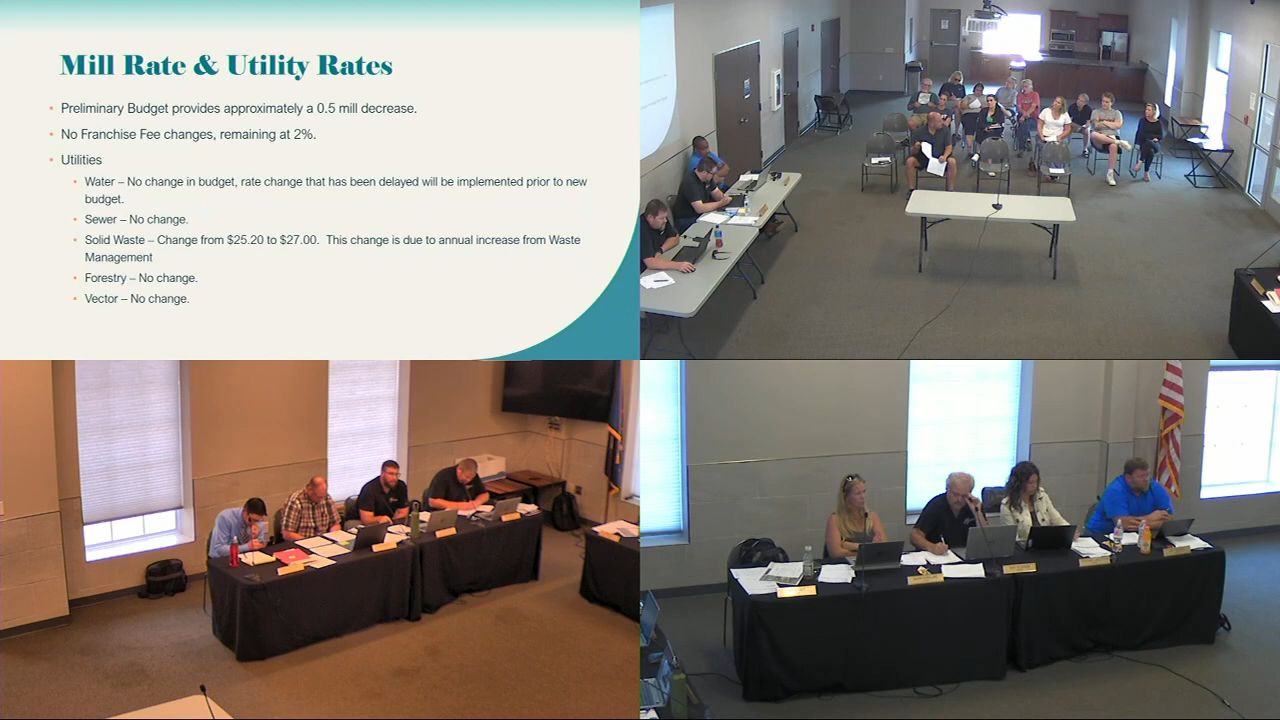 Mill Rate & Utility Rates
• Preliminary Budget provides approximately a 0.5 mill decrease.
• No Franchise Fee changes, remaining at 2%.
• Utilities
• Water – No change in budget, rate change that has been delayed will be implemented prior to new
budget.
• Sewer – No change.
• Solid Waste – Change from $25.20 to $27.00.  This change is due to annual increase from Waste
Management
• Forestry – No change.
• Vector – No change.